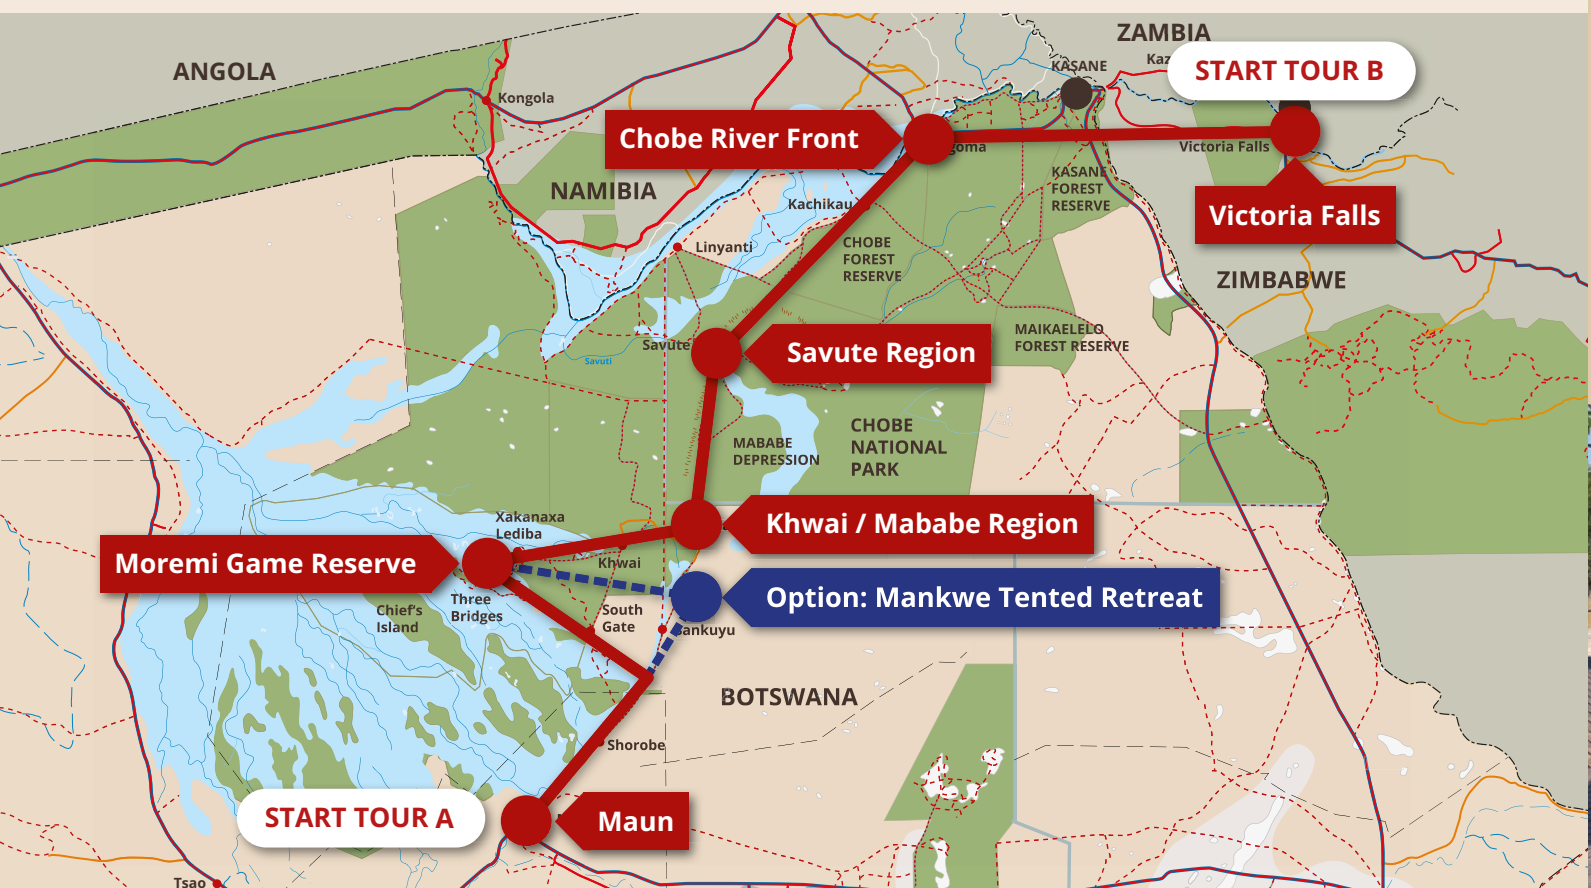 ZAMBIA
ANGOLA
KASANE
START TOUR B
Kongola
Chobe River Front
Victoria Falls
KASANE
FOREST
RESERVE
NAMIBIA
Kachikau
Victoria Falls
Linyanti
CHOBE
FOREST
RESERVE
ZIMBABWE
MAIKAELELO
FOREST RESERVE
Savute
Savute Region
Savuti
CHOBE
NATIONAL
PARK
MABABE
DEPRESSION
Xakanaxa
Lediba
Khwai / Mababe Region
Moremi Game Reserve
Khwai
Three
Bridges
Chief's
Island
South
Gate
Option: Mankwe Tented Retreat
BOTSWANA
Shorobe
START TOUR A
Maun
Tsao